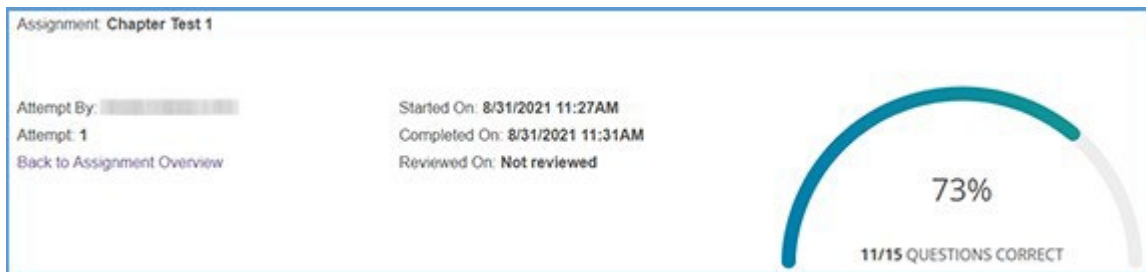 Assignment: Chapter Test 1
Attempt By:
Attempt: 1
Back to Assignment Overview
Started On: 8/31/2021 11:27AM
Completed On: 8/31/2021 11:31AM
Reviewed On: Not reviewed
73%
11/15 QUESTIONS CORRECT